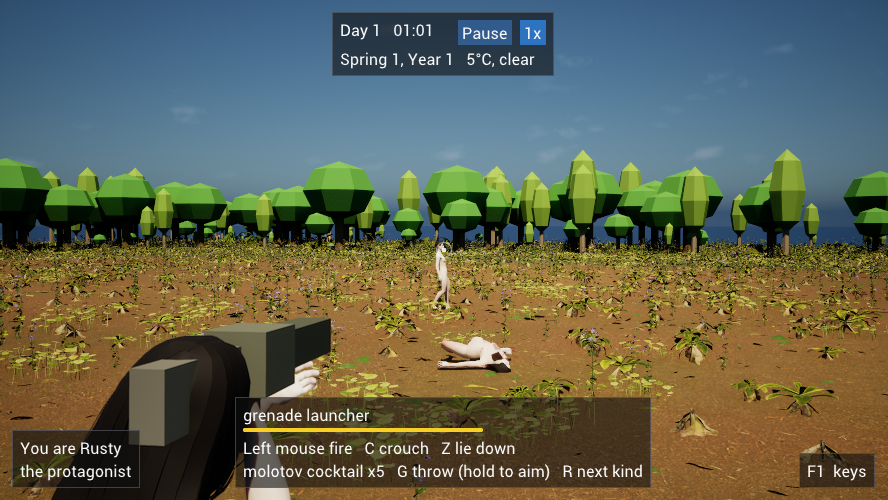 Day 1 01:01 Pause 1x
Spring 1, Year 1 5°C, clear
grenade launcher
Left mouse fire C crouch Z lie down
molotov cocktail x5 G throw (hold to aim) R next kind
You are Rusty
the protagonist
F1 keys